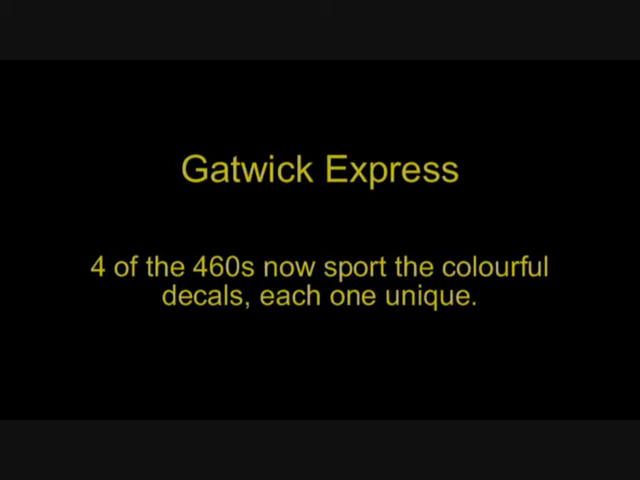 Gatwick Express
4 of the 460s now sport the colourful
decals, each one unique.